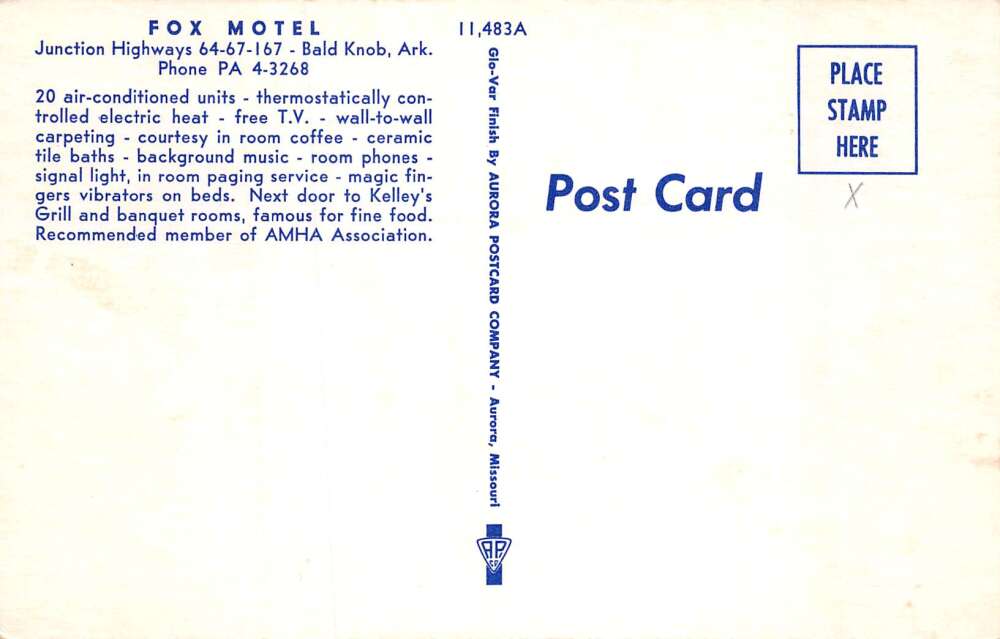 FOX MOTEL
Junction Highways 64-67-167 - Bald Knob, Ark.
Phone PA 4-3268
20 air-conditioned units - thermostatically con-
trolled electric heat - free T.V. - wall-to-wall
carpeting - courtesy in room coffee - ceramic
tile baths - background music - room phones -
signal light, in room paging service - magic fin-
gers vibrators on beds. Next door to Kelley's
Grill and banquet rooms, famous for fine food.
Recommended member of AMHA Association.
11,483A
Glo-Var Finish By AURORA POSTCARD COMPANY - Aurora, Missouri
A.P.
CO.
Post Card
PLACE
STAMP
HERE
X